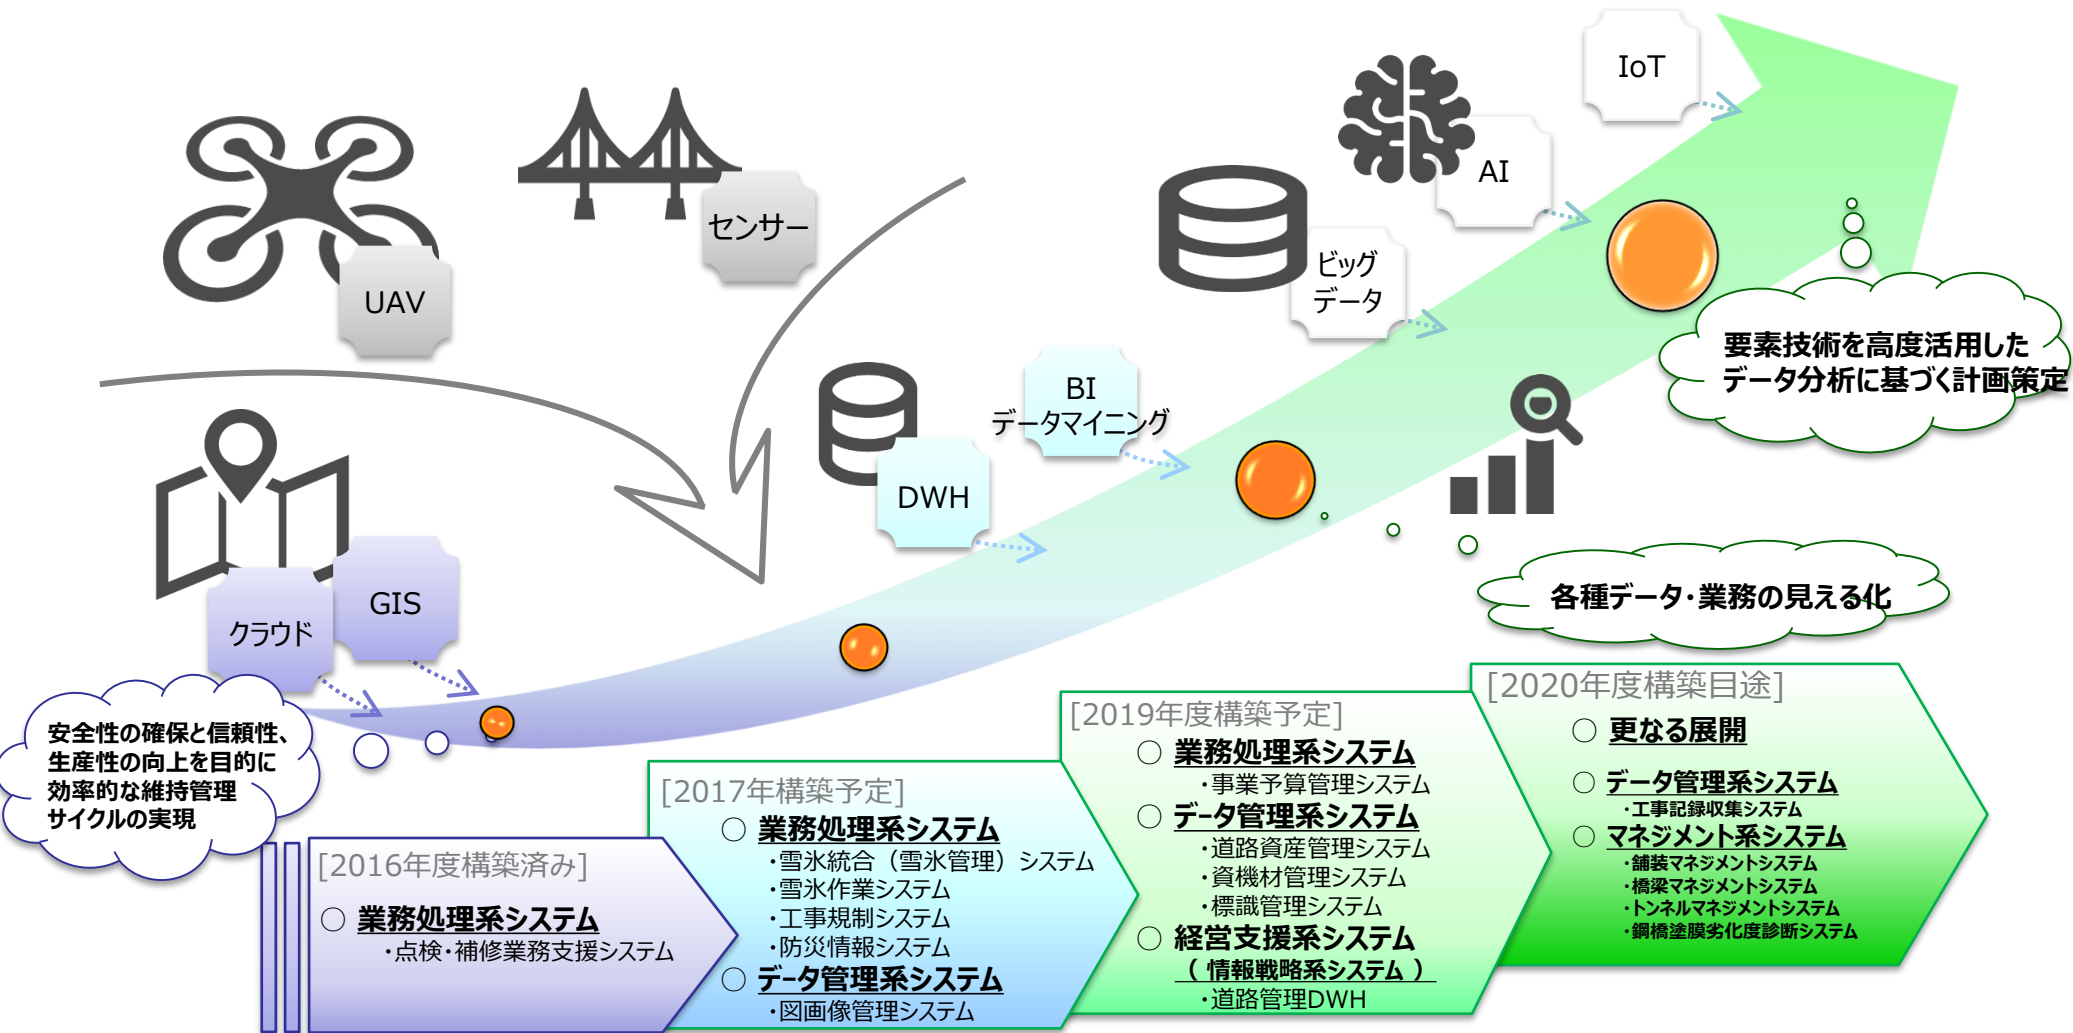 IoT
AI
ビッグ
データ
センサー
UAV
BI
データマイニング
DWH
GIS
クラウド
要素技術を高度活用した
データ分析に基づく計画策定
各種データ・業務の見える化
安全性の確保と信頼性、
生産性の向上を目的に
効率的な維持管理
サイクルの実現
[2016年度構築済み]
○ 業務処理系システム
・点検・補修業務支援システム
[2017年構築予定]
○ 業務処理系システム
・雪氷統合（雪氷管理）システム
・雪氷作業システム
・工事規制システム
・防災情報システム
○ データ管理系システム
・図画像管理システム
[2019年度構築予定]
○ 業務処理系システム
・事業予算管理システム
○ データ管理系システム
・道路資産管理システム
・資機材管理システム
・標識管理システム
○ 経営支援系システム
（ 情報戦略系システム ）
・道路管理DWH
[2020年度構築目途]
○ 更なる展開
○ データ管理系システム
・工事記録収集システム
○ マネジメント系システム
・舗装マネジメントシステム
・橋梁マネジメントシステム
・トンネルマネジメントシステム
・鋼橋塗膜劣化度診断システム